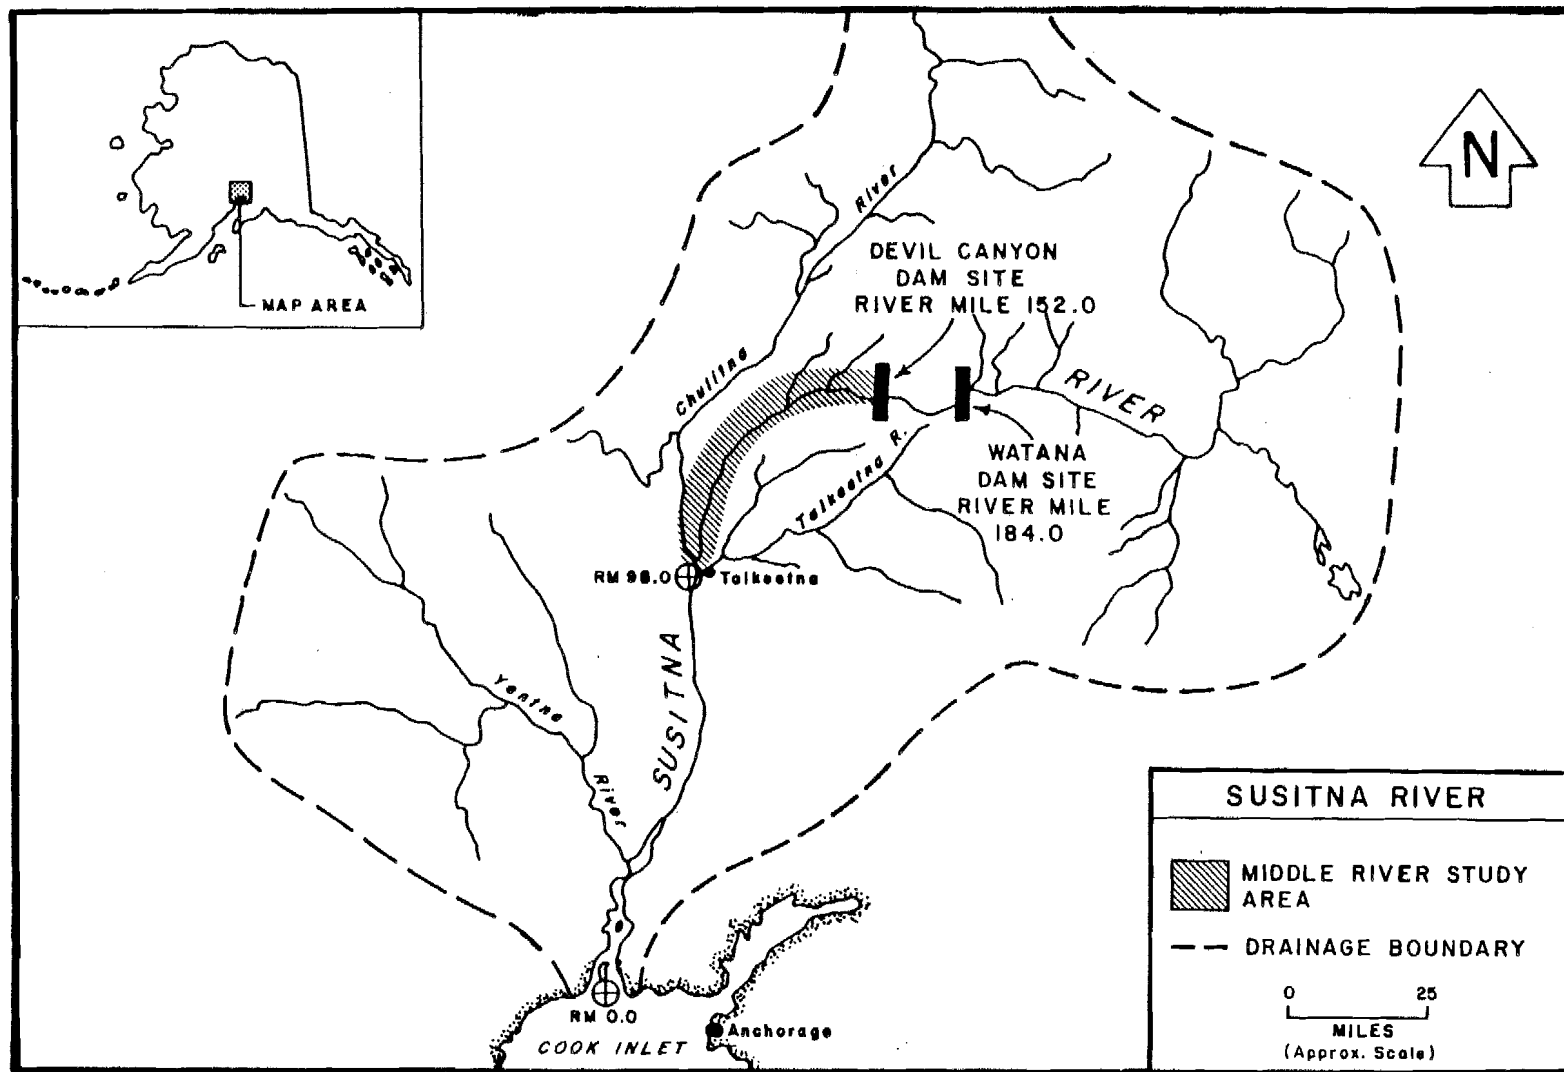 MAP AREA
N
River
DEVIL CANYON
DAM SITE
RIVER MILE 152.0
Chulitna
RIVER
Talkeetna R.
WATANA
DAM SITE
RIVER MILE
184.0
RM 98.0
Talkeetna
SUSITNA
Yentna
River
RM 0.0
COOK INLET
Anchorage
SUSITNA RIVER
MIDDLE RIVER STUDY
AREA
DRAINAGE BOUNDARY
0 25
MILES
(Approx. Scale)